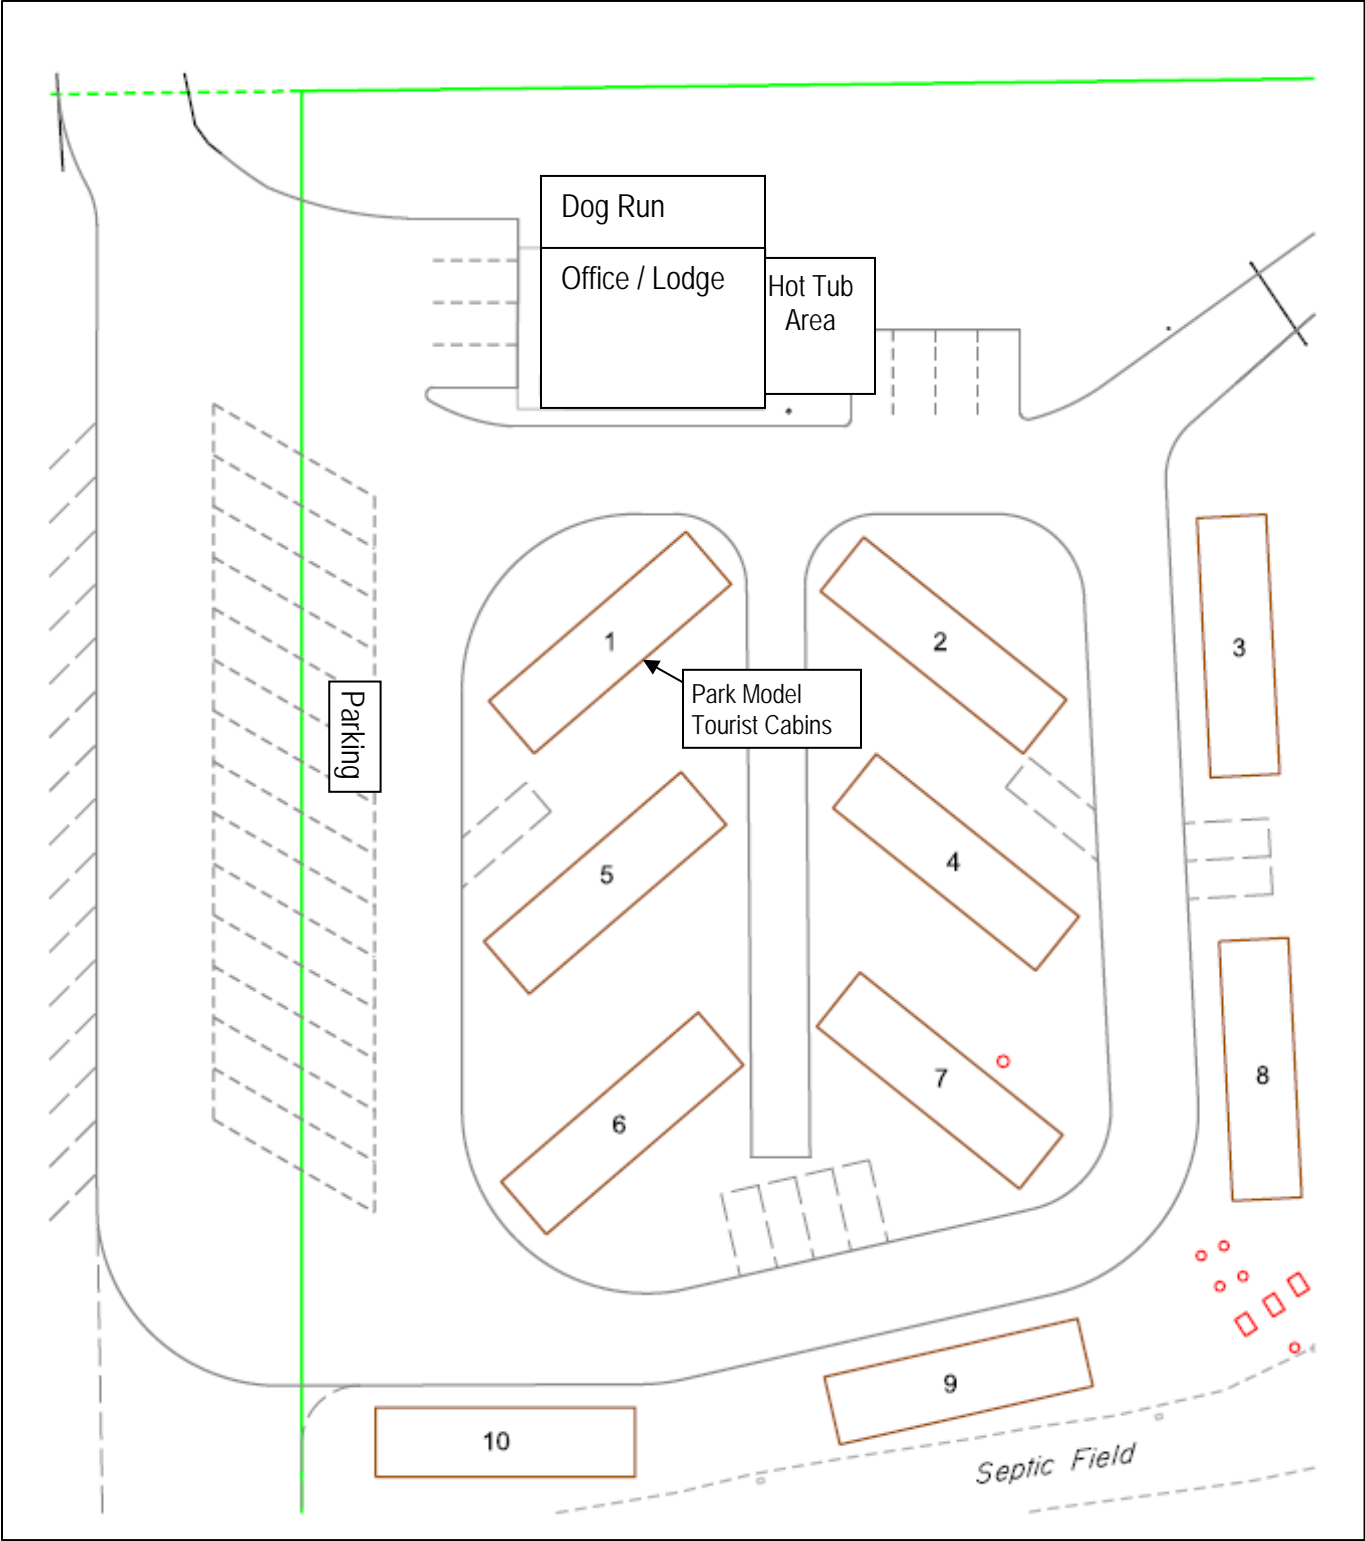 Dog Run
Office / Lodge
Hot Tub
Area
1
2
3
Park Model
Tourist Cabins
Parking
4
5
6
7
8
9
10
Septic Field